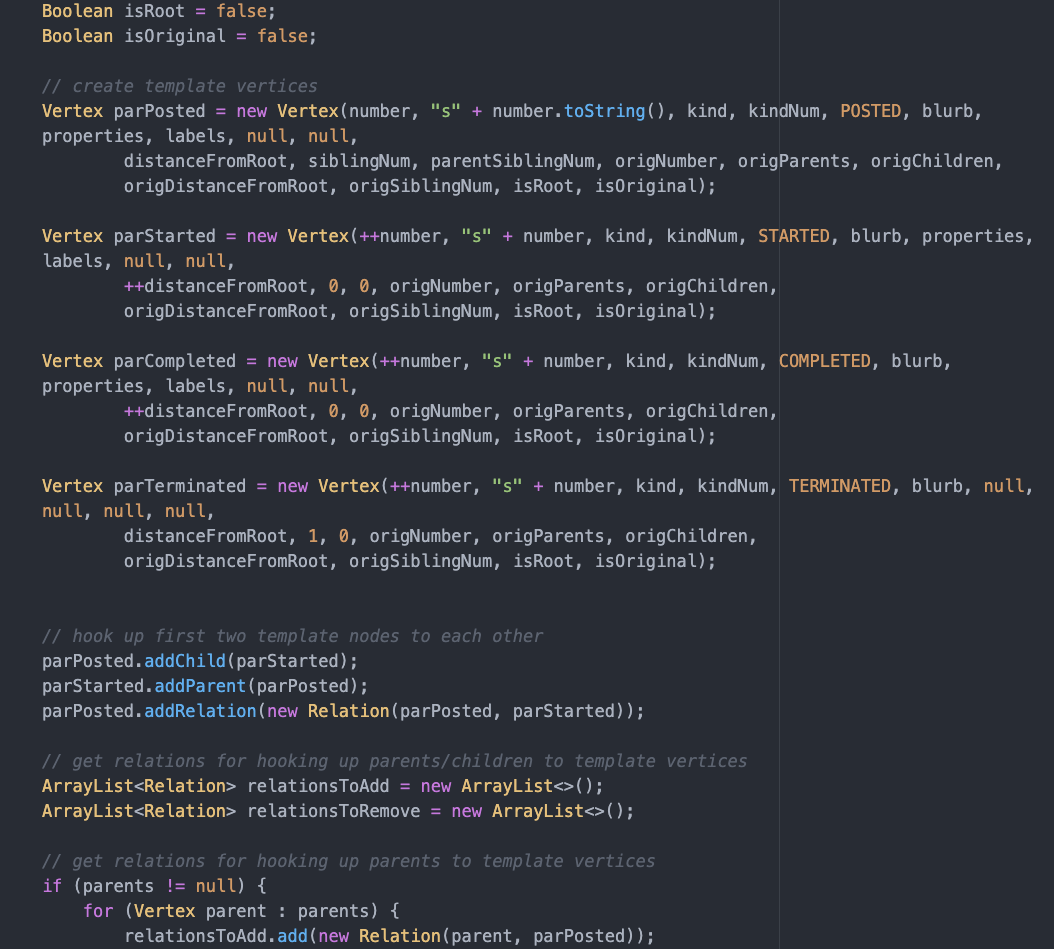 Boolean isRoot = false;
Boolean isOriginal = false;
// create template vertices
Vertex parPosted = new Vertex(number, "s" + number.toString(), kind, kindNum, POSTED, blurb,
properties, labels, null, null,
distanceFromRoot, siblingNum, parentSiblingNum, origNumber, origParents, origChildren,
origDistanceFromRoot, origSiblingNum, isRoot, isOriginal);
Vertex parStarted = new Vertex(++number, "s" + number, kind, kindNum, STARTED, blurb, properties,
labels, null, null,
++distanceFromRoot, 0, 0, origNumber, origParents, origChildren,
origDistanceFromRoot, origSiblingNum, isRoot, isOriginal);
Vertex parCompleted = new Vertex(++number, "s" + number, kind, kindNum, COMPLETED, blurb,
properties, labels, null, null,
++distanceFromRoot, 0, 0, origNumber, origParents, origChildren,
origDistanceFromRoot, origSiblingNum, isRoot, isOriginal);
Vertex parTerminated = new Vertex(++number, "s" + number, kind, kindNum, TERMINATED, blurb, null,
null, null, null,
distanceFromRoot, 1, 0, origNumber, origParents, origChildren,
origDistanceFromRoot, origSiblingNum, isRoot, isOriginal);
// hook up first two template nodes to each other
parPosted.addChild(parStarted);
parStarted.addParent(parPosted);
parPosted.addRelation(new Relation(parPosted, parStarted));
// get relations for hooking up parents/children to template vertices
ArrayList<Relation> relationsToAdd = new ArrayList<>();
ArrayList<Relation> relationsToRemove = new ArrayList<>();
// get relations for hooking up parents to template vertices
if (parents != null) {
for (Vertex parent : parents) {
relationsToAdd.add(new Relation(parent, parPosted));